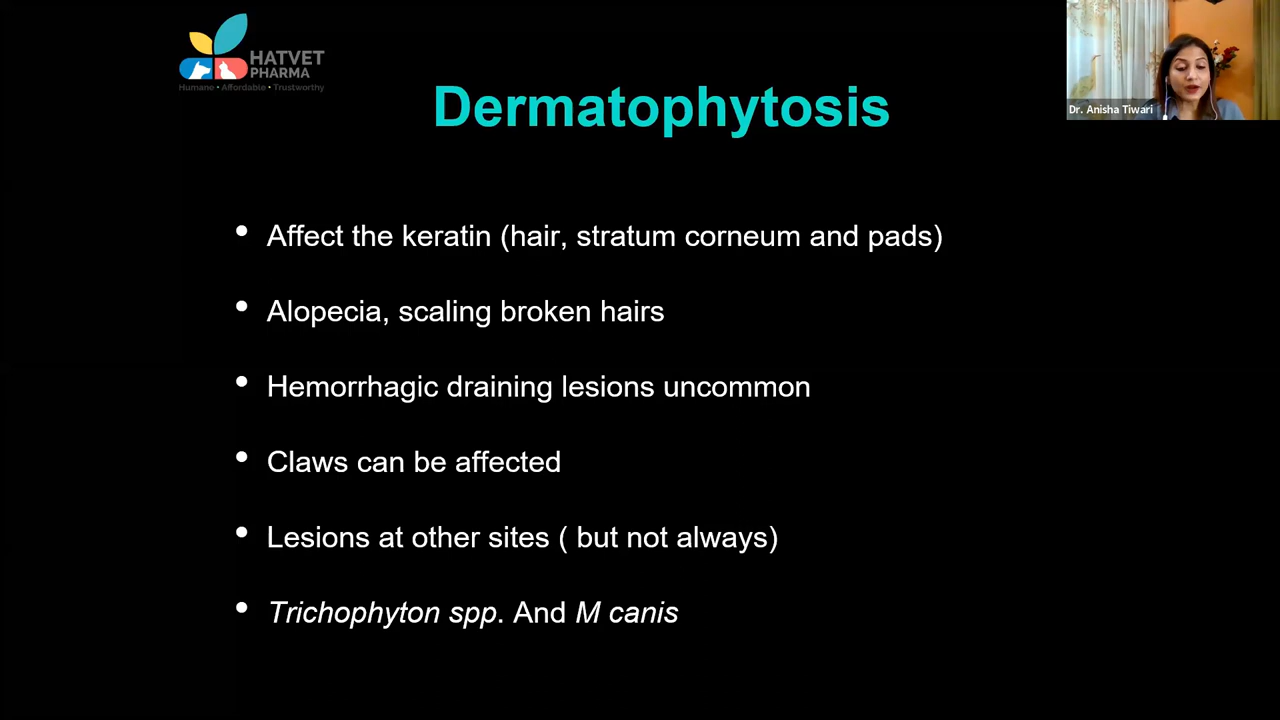 HATVET
PHARMA
Humane • Affordable • Trustworthy
Dr. Anisha Tiwari
Dermatophytosis
• Affect the keratin (hair, stratum corneum and pads)
• Alopecia, scaling broken hairs
• Hemorrhagic draining lesions uncommon
• Claws can be affected
• Lesions at other sites ( but not always)
• Trichophyton spp. And M canis